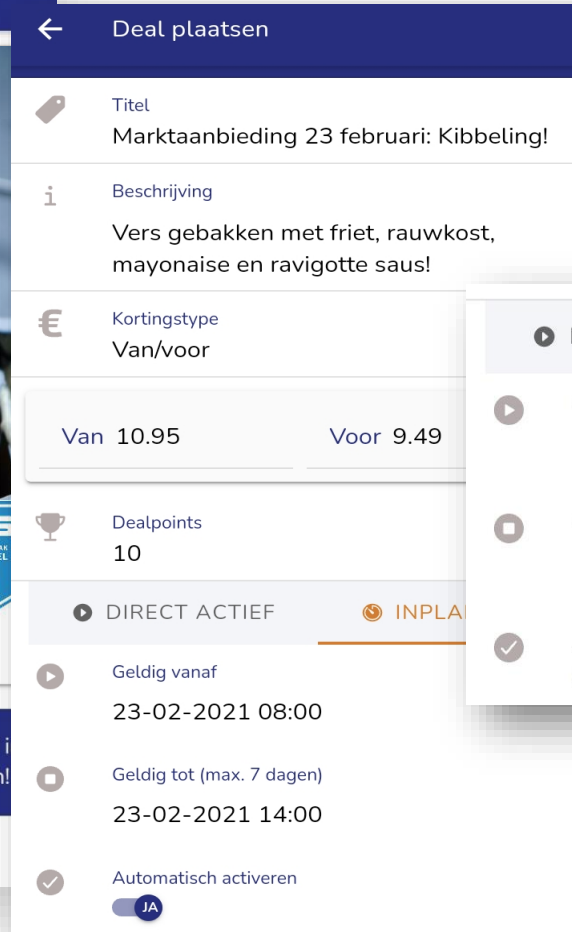 Deal plaatsen
Titel
Marktaanbieding 23 februari: Kibbeling!
Beschrijving
Vers gebakken met friet, rauwkost,
mayonaise en ravigotte saus!
Kortingstype
Van/voor
Van 10.95 Voor 9.49
Dealpoints
10
DIRECT ACTIEF
Geldig vanaf
23-02-2021 08:00
Geldig tot (max. 7 dagen)
23-02-2021 14:00
Automatisch activeren
JA